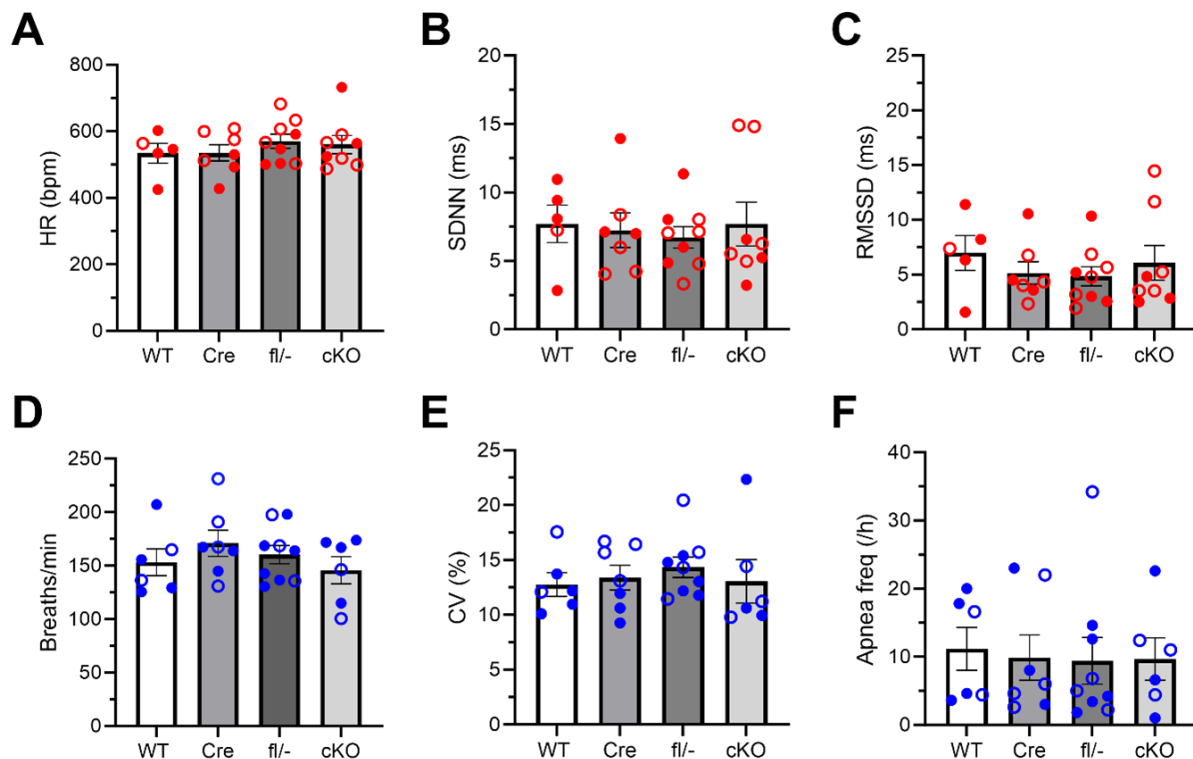 A
HR (bpm)
800
600
400
200
0
WT Cre fl/- cKO
B
SDNN (ms)
20
15
10
5
0
WT Cre fl/- cKO
C
RMSSD (ms)
25
20
15
10
5
0
WT Cre fl/- cKO
D
Breaths/min
250
200
150
100
50
0
WT Cre fl/- cKO
E
CV (%)
25
20
15
10
5
0
WT Cre fl/- cKO
F
Apnea freq (/h)
40
30
20
10
0
WT Cre fl/- cKO